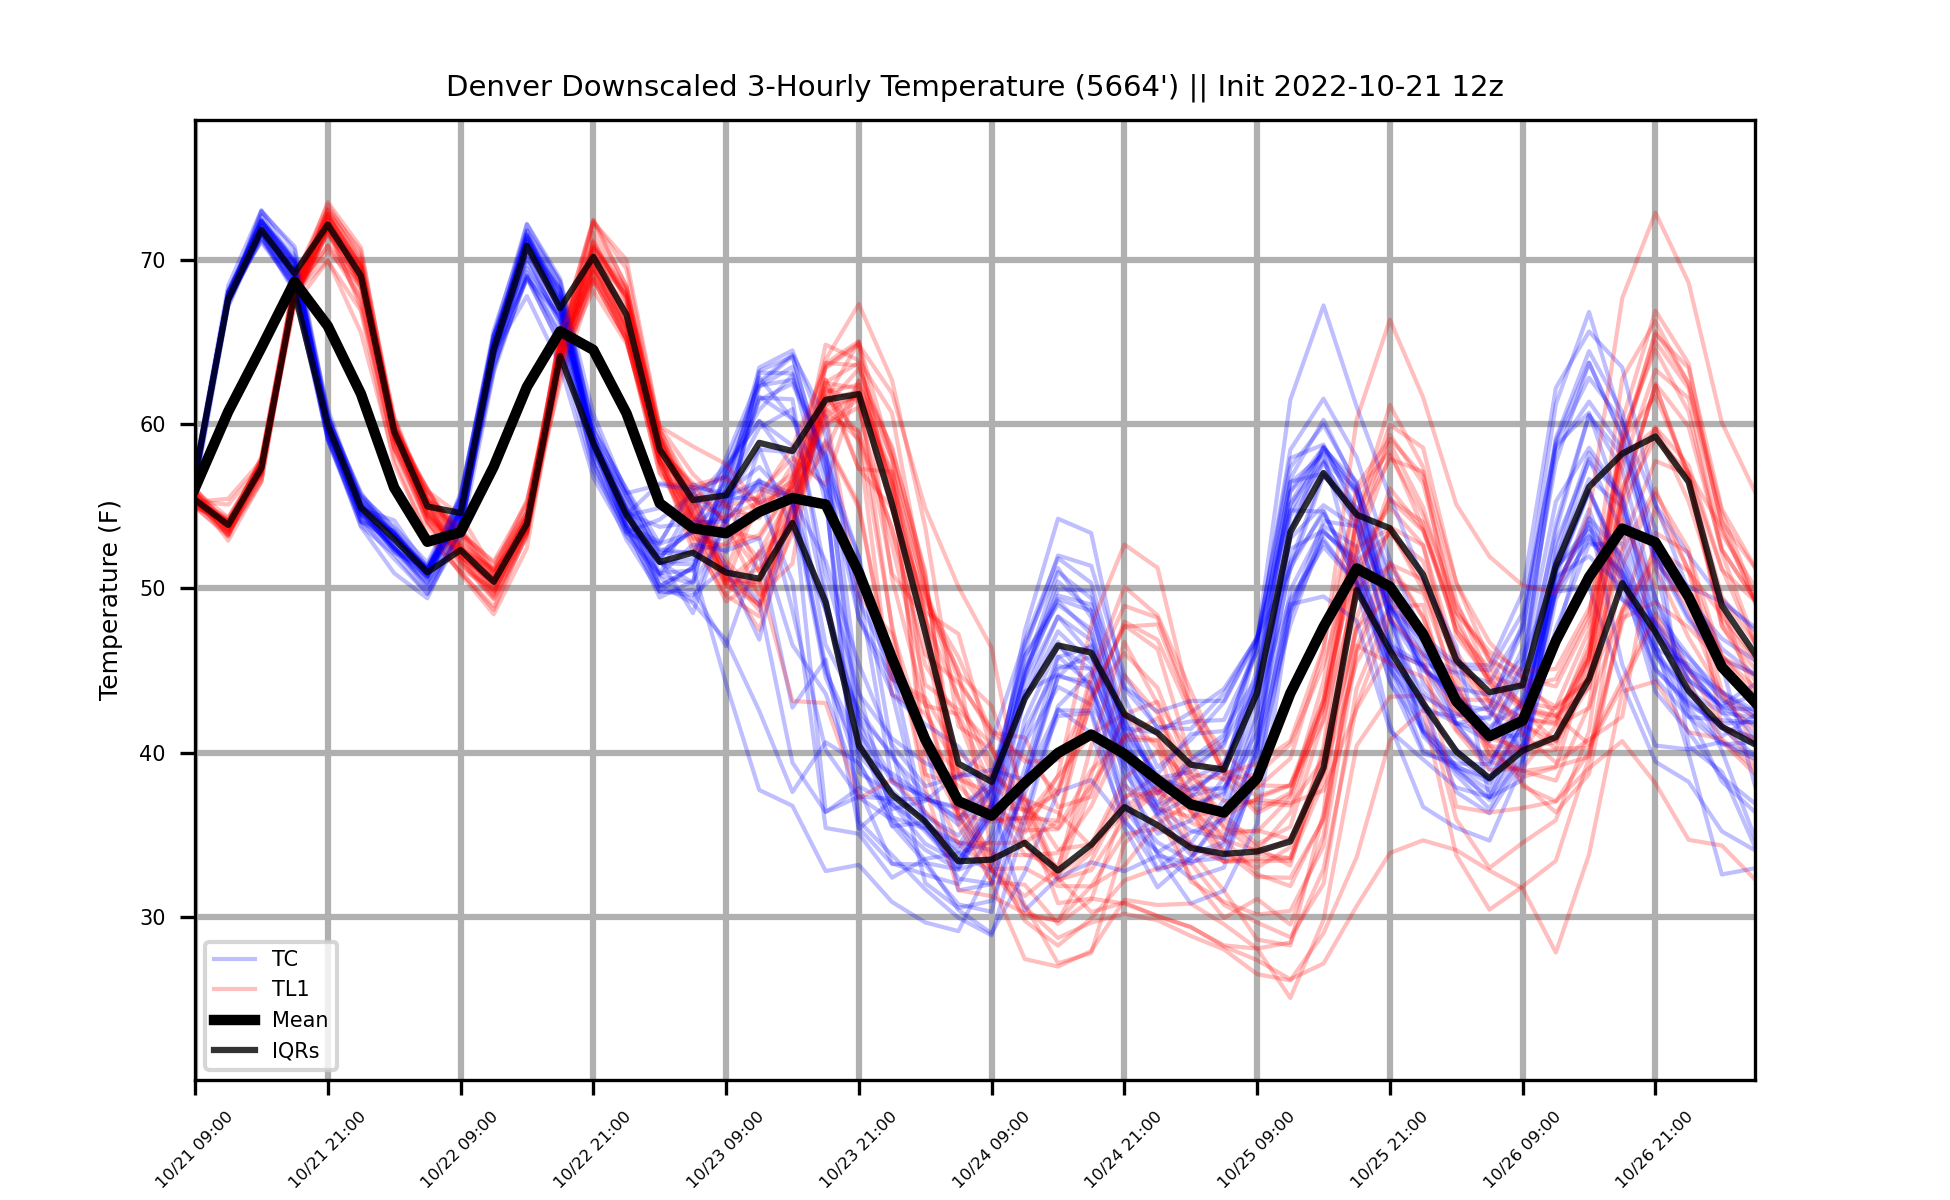 Denver Downscaled 3-Hourly Temperature (5664') || Init 2022-10-21 12z
Temperature (F)
70
60
50
40
30
TC
TL1
Mean
IQRs
10/21 09:00
10/21 21:00
10/22 09:00
10/22 21:00
10/23 09:00
10/23 21:00
10/24 09:00
10/24 21:00
10/25 09:00
10/25 21:00
10/26 09:00
10/26 21:00